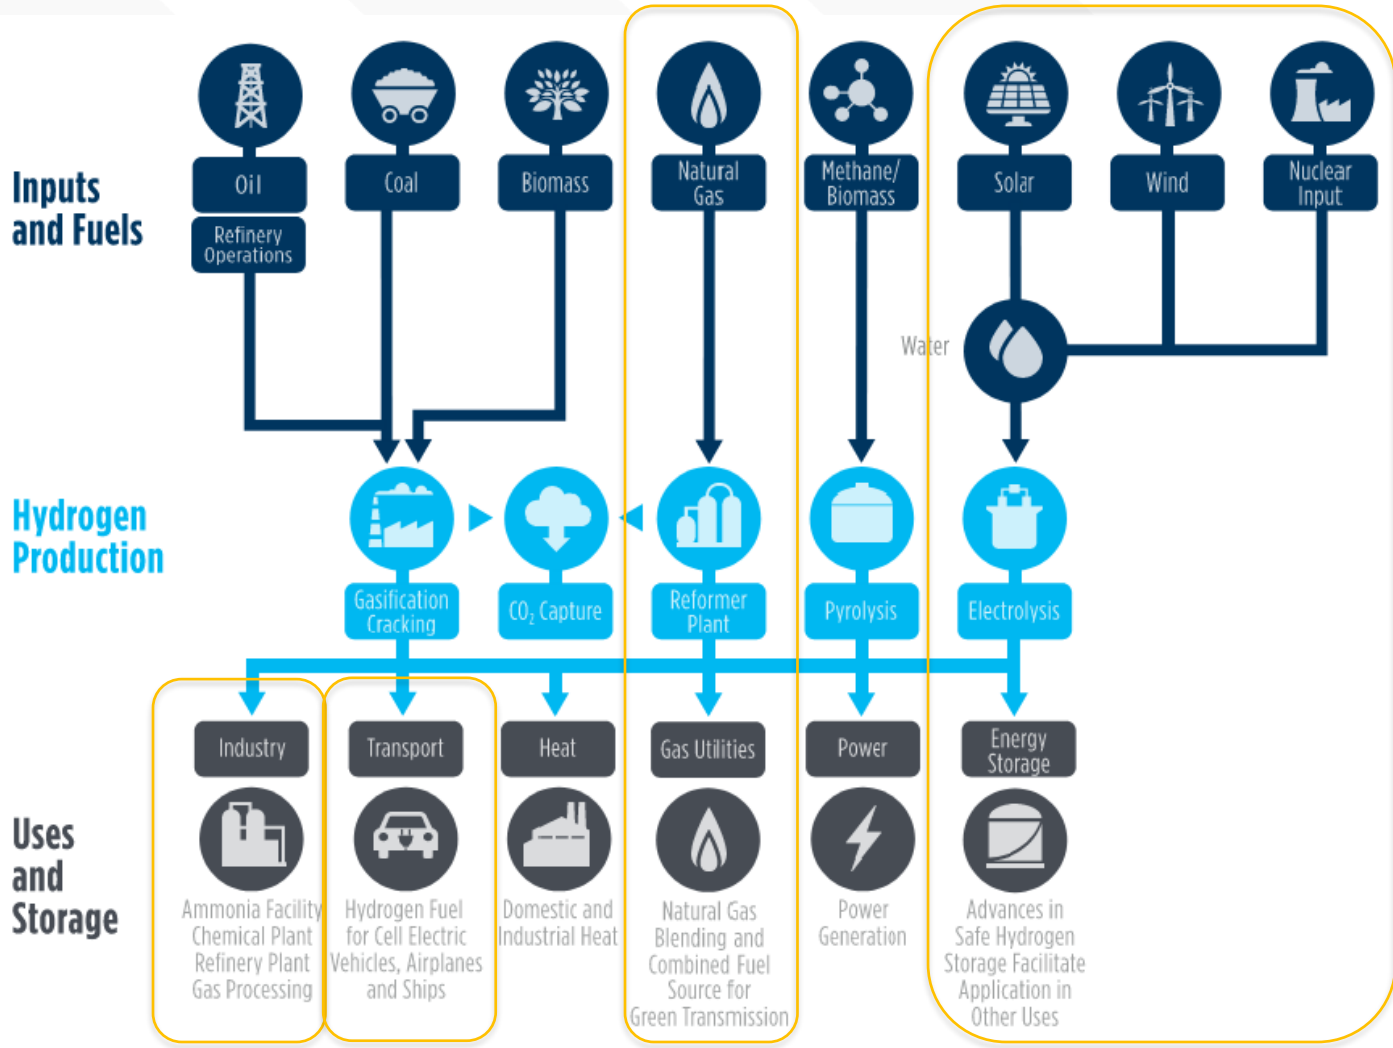 Inputs
and Fuels
Oil
Refinery
Operations
Coal
Biomass
Natural
Gas
Methane/
Biomass
Solar
Wind
Nuclear
Input
Water
Hydrogen
Production
Gasification
Cracking
CO₂ Capture
Reformer
Plant
Pyrolysis
Electrolysis
Uses
and
Storage
Industry
Ammonia Facility
Chemical Plant
Refinery Plant
Gas Processing
Transport
Hydrogen Fuel
for Cell Electric
Vehicles, Airplanes
and Ships
Heat
Domestic and
Industrial Heat
Gas Utilities
Natural Gas
Blending and
Combined Fuel
Source for
Green Transmission
Power
Power
Generation
Energy
Storage
Advances in
Safe Hydrogen
Storage Facilitate
Application in
Other Uses